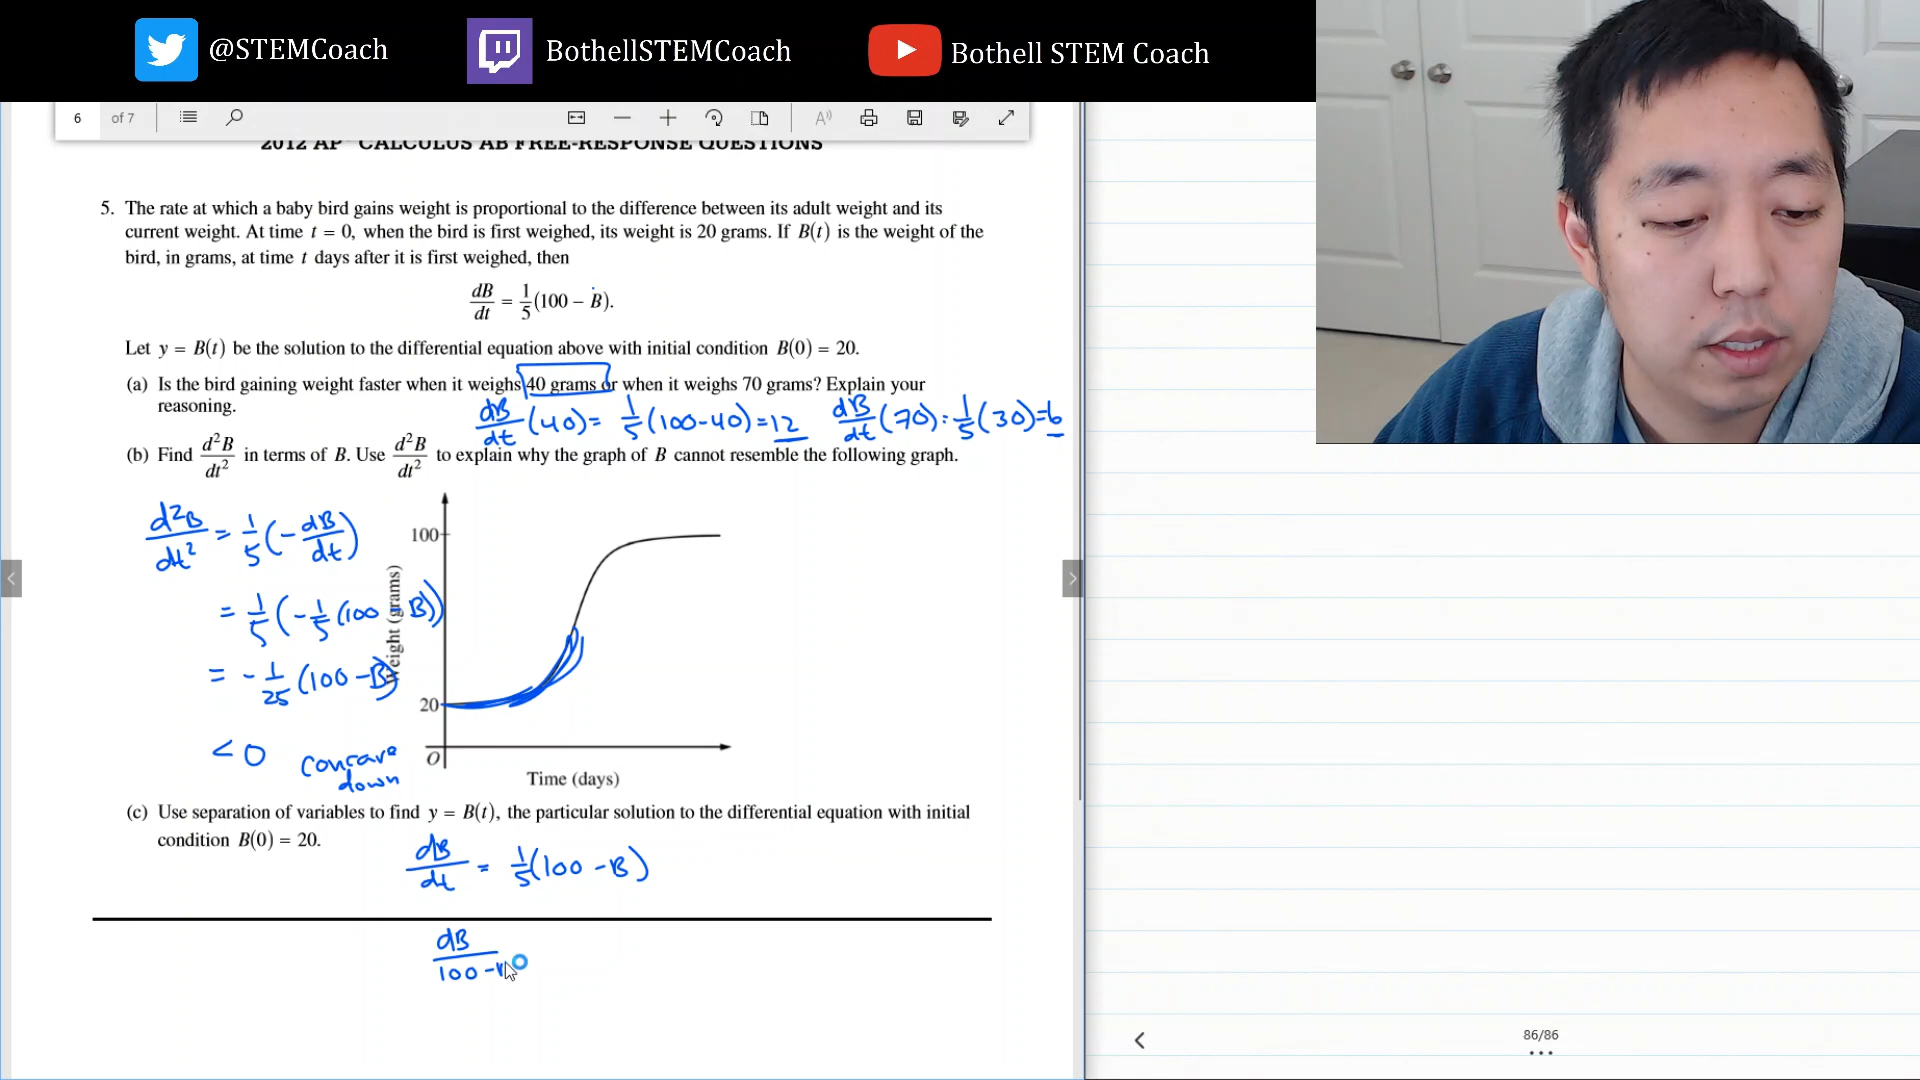 @STEMCoach BothellSTEMCoach Bothell STEM Coach
6 of 7
2012 AP CALCULUS AB FREE-RESPONSE QUESTIONS
5. The rate at which a baby bird gains weight is proportional to the difference between its adult weight and its
current weight. At time t = 0, when the bird is first weighed, its weight is 20 grams. If B(t) is the weight of the
bird, in grams, at time t days after it is first weighed, then
dB/dt = 1/5(100 – B).
Let y = B(t) be the solution to the differential equation above with initial condition B(0) = 20.
(a) Is the bird gaining weight faster when it weighs 40 grams or when it weighs 70 grams? Explain your
reasoning.
dB/dt (40) = 1/5 (100-40) = 12 dB/dt (70) = 1/5 (30) = 6
(b) Find d²B/dt² in terms of B. Use d²B/dt² to explain why the graph of B cannot resemble the following graph.
d²B/dt² = 1/5 (- dB/dt)
= 1/5 (- 1/5 (100 - B))
= - 1/25 (100 - B)
< 0 concave
down
100
Weight (grams)
20
O
Time (days)
(c) Use separation of variables to find y = B(t), the particular solution to the differential equation with initial
condition B(0) = 20.
dB/dt = 1/5 (100 - B)
dB
100 -
86/86